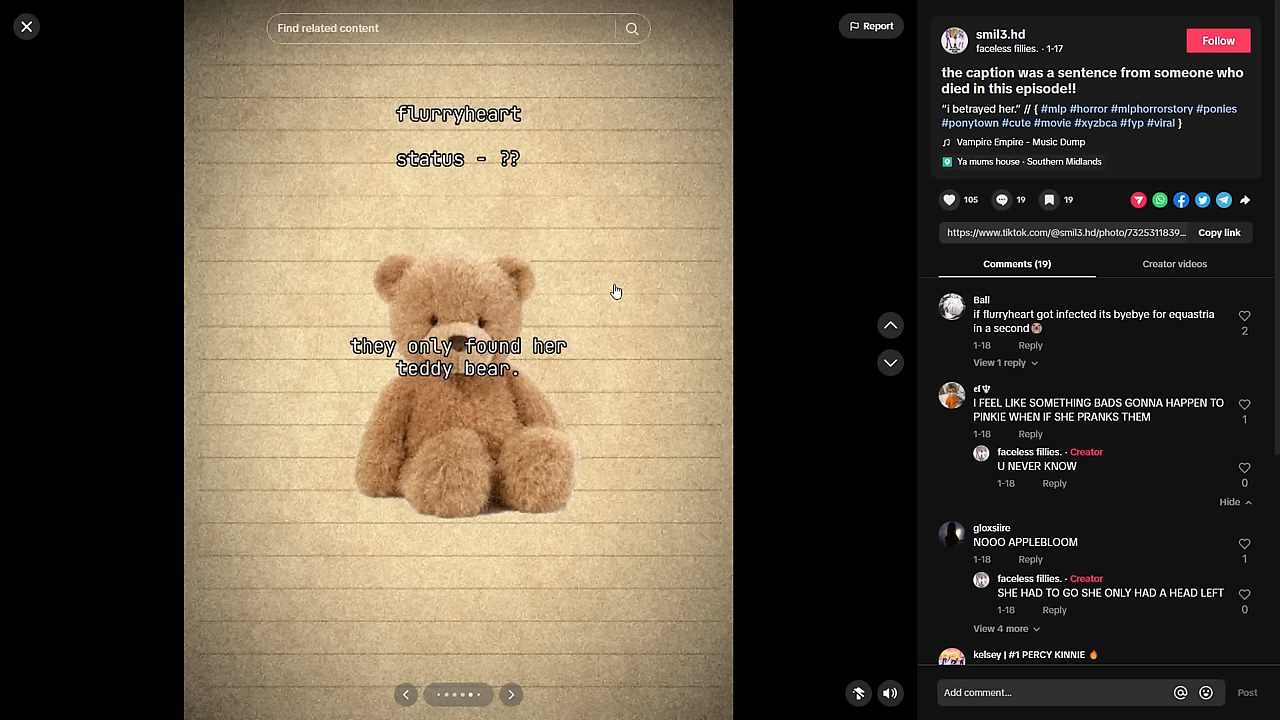 Find related content
Report
flurryheart
status - ??
they only found her
teddy bear.
smil3.hd
faceless fillies. · 1-17
Follow
the caption was a sentence from someone who
died in this episode!!
"i betrayed her." // { #mlp #horror #mlphorrorstory #ponies
#ponytown #cute #movie #xyzbca #fyp #viral }
Vampire Empire - Music Dump
Ya mums house · Southern Midlands
105
19
19
https://www.tiktok.com/@smil3.hd/photo/7325311839...
Copy link
Comments (19)
Creator videos
Ball
if flurryheart got infected its byebye for equastria
in a second😭
2
1-18
Reply
View 1 reply
I FEEL LIKE SOMETHING BADS GONNA HAPPEN TO
PINKIE WHEN IF SHE PRANKS THEM
1
1-18
Reply
faceless fillies. · Creator
U NEVER KNOW
0
1-18
Reply
Hide
gloxsiire
NOOO APPLEBLOOM
1
1-18
Reply
faceless fillies. · Creator
SHE HAD TO GO SHE ONLY HAD A HEAD LEFT
0
1-18
Reply
View 4 more
kelsey | #1 PERCY KINNIE 🔥
Add comment...
Post